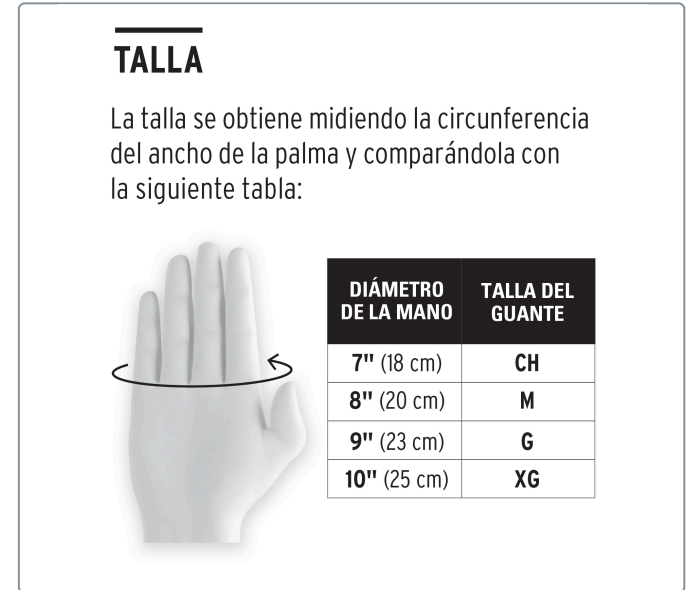 TALLA
La talla se obtiene midiendo la circunferencia
del ancho de la palma y comparándola con
la siguiente tabla:
DIÁMETRO
DE LA MANO
TALLA DEL
GUANTE
7" (18 cm) CH
8" (20 cm) M
9" (23 cm) G
10" (25 cm) XG